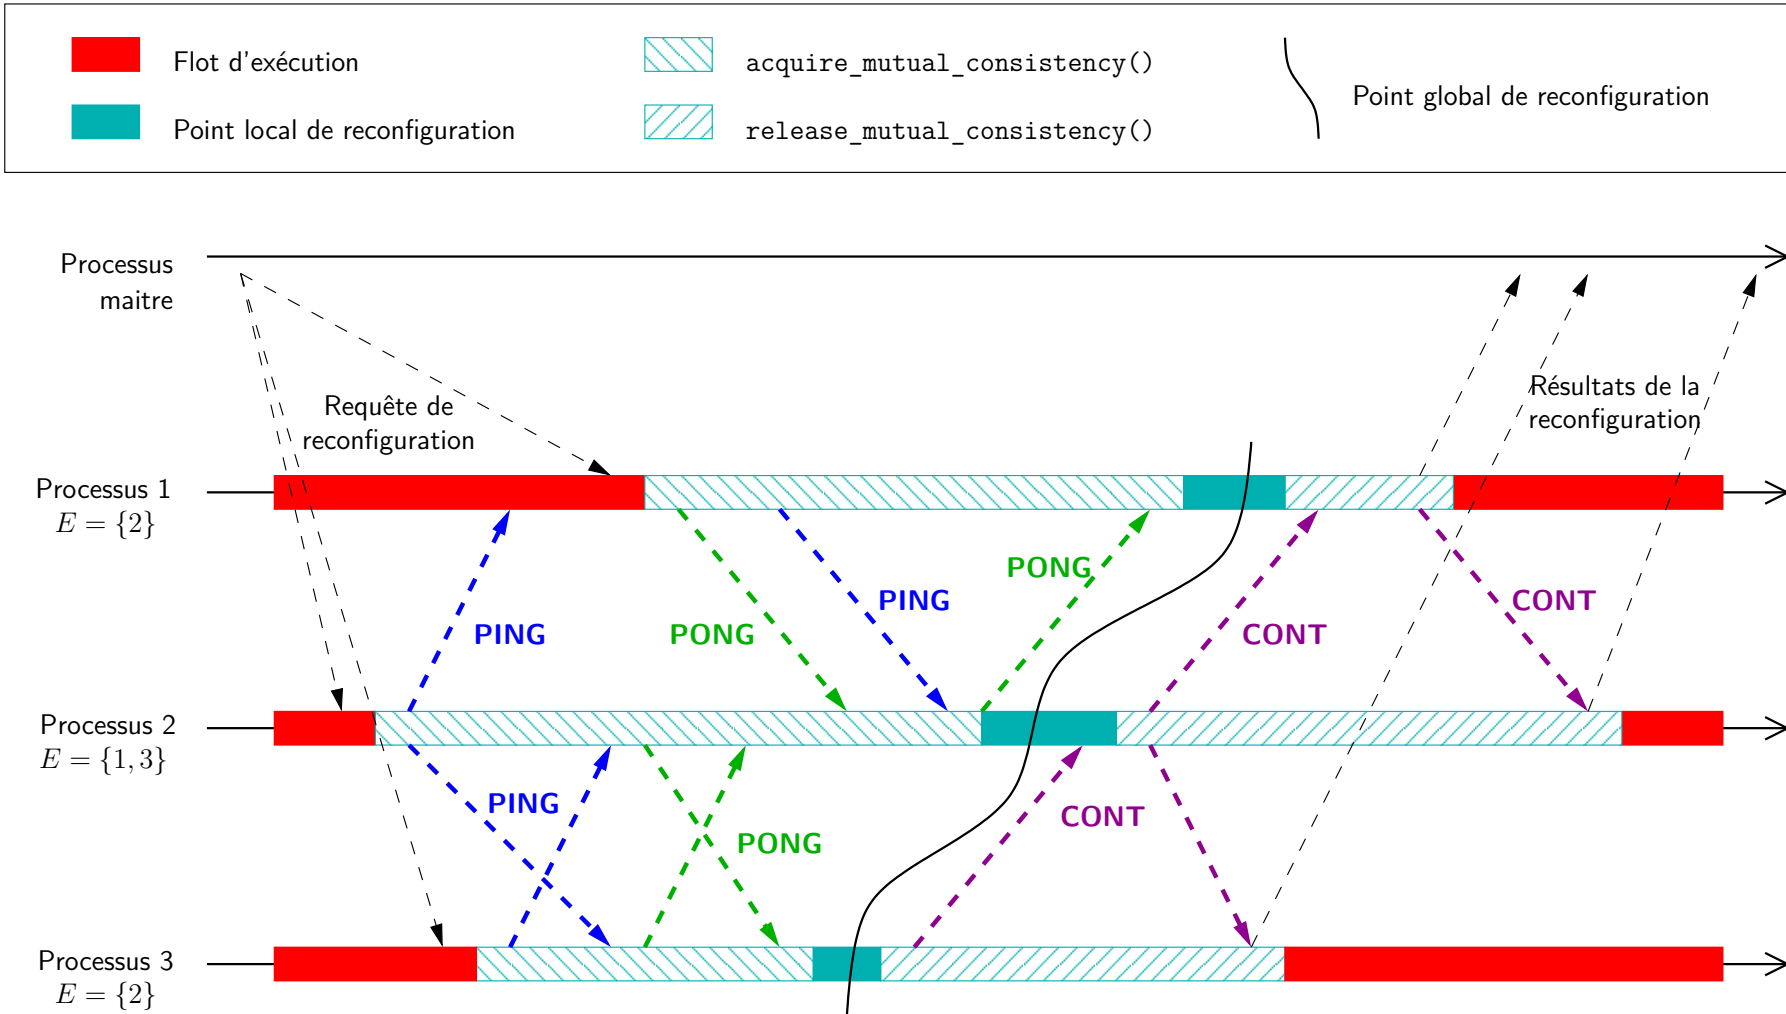 Flot d'exécution
acquire_mutual_consistency()
Point global de reconfiguration
Point local de reconfiguration
release_mutual_consistency()
Processus
maitre
Requête de
reconfiguration
Résultats de la
reconfiguration
Processus 1
E = {2}
PING
PONG
PING
PONG
CONT
CONT
Processus 2
E = {1, 3}
PING
PONG
CONT
Processus 3
E = {2}